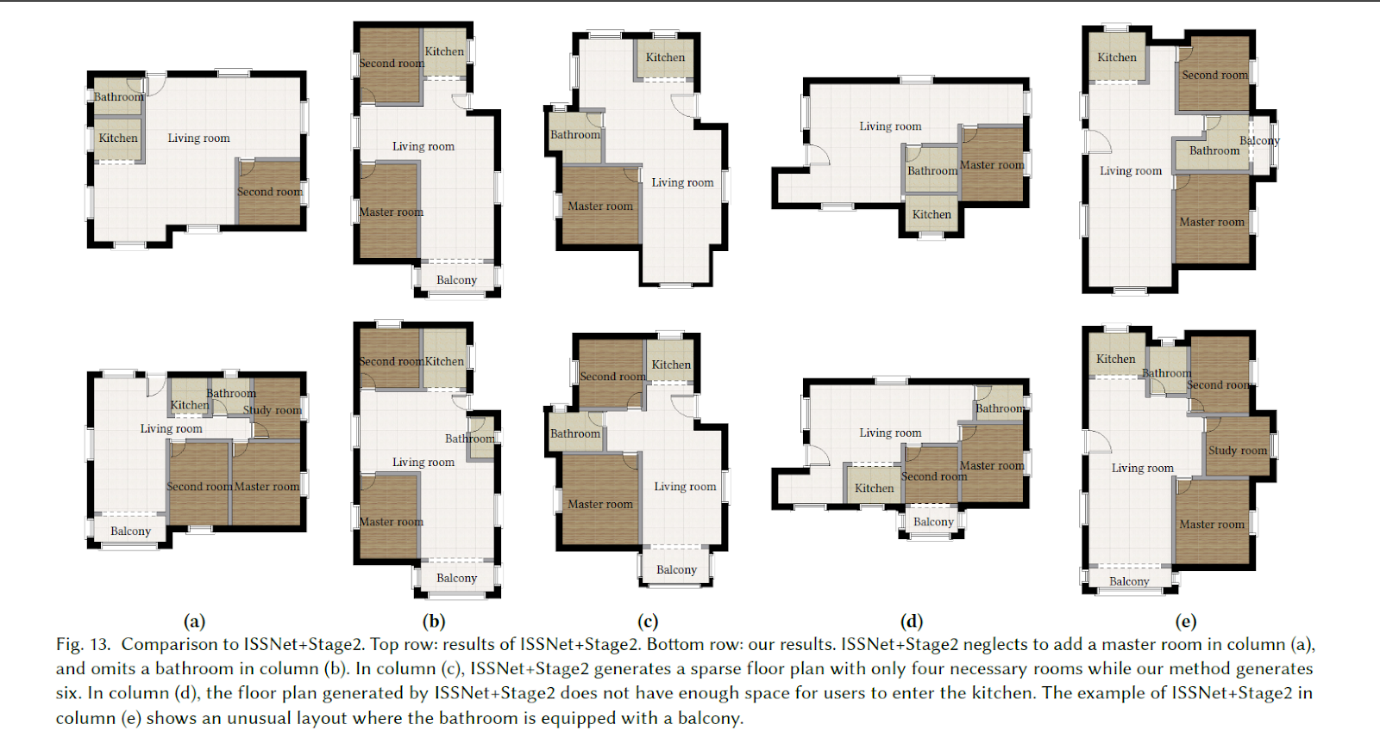 Kitchen
Second room
Bathroom
Kitchen
Living room
Second room
Living room
Master room
Balcony
Kitchen
Bathroom
Living room
Master room
Living room
Bathroom
Master room
Kitchen
Kitchen
Second room
Balcony
Bathroom
Living room
Master room
Bathroom
Kitchen
Study room
Living room
Second room
Master room
Balcony
Second room
Kitchen
Bathroom
Living room
Master room
Balcony
Second room
Kitchen
Bathroom
Living room
Master room
Balcony
Bathroom
Living room
Master room
Second room
Kitchen
Balcony
Kitchen
Bathroom
Second room
Study room
Living room
Master room
Balcony
(a)
(b)
(c)
(d)
(e)
Fig. 13. Comparison to ISSNet+Stage2. Top row: results of ISSNet+Stage2. Bottom row: our results. ISSNet+Stage2 neglects to add a master room in column (a),
and omits a bathroom in column (b). In column (c), ISSNet+Stage2 generates a sparse floor plan with only four necessary rooms while our method generates
six. In column (d), the floor plan generated by ISSNet+Stage2 does not have enough space for users to enter the kitchen. The example of ISSNet+Stage2 in
column (e) shows an unusual layout where the bathroom is equipped with a balcony.